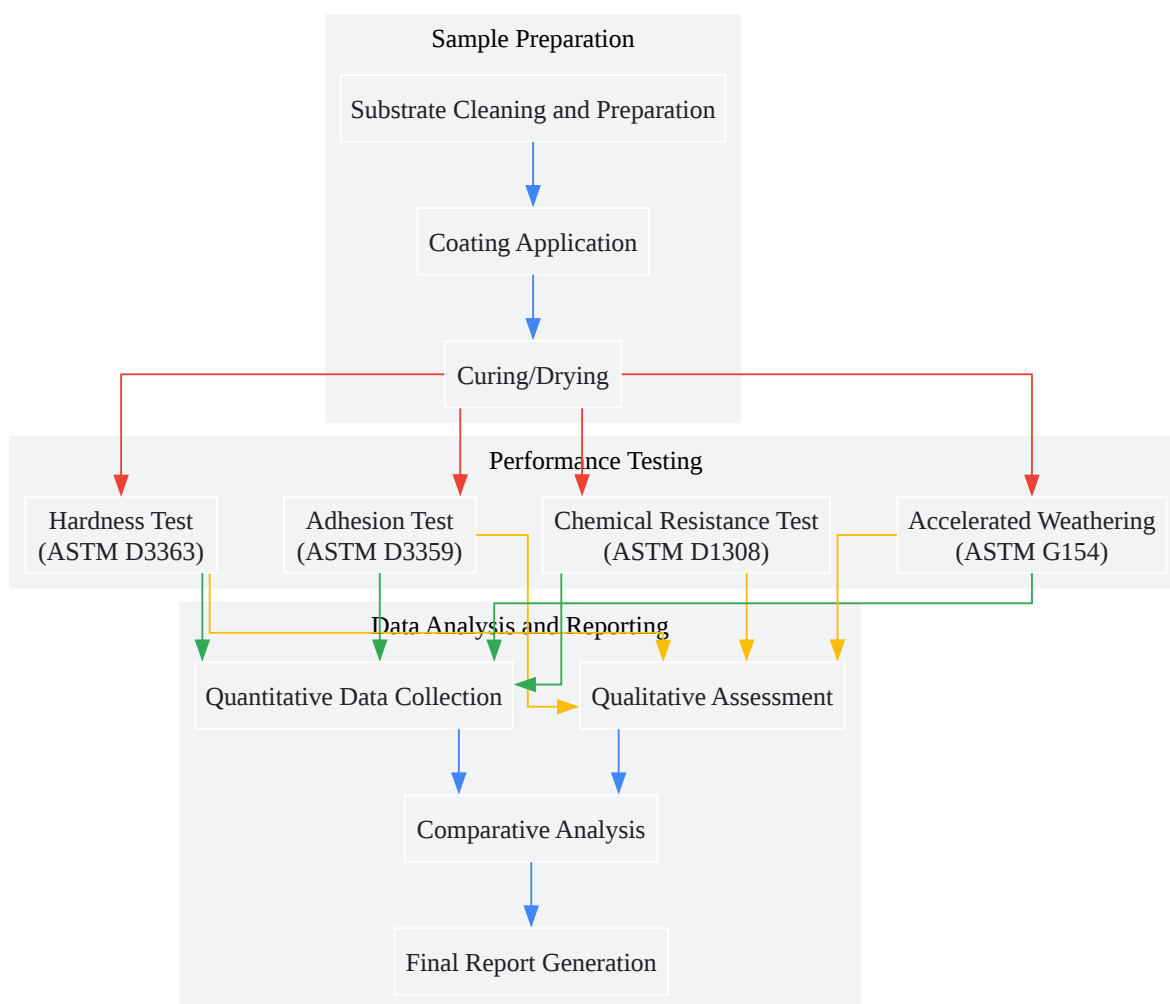 Sample Preparation
Substrate Cleaning and Preparation
Coating Application
Curing/Drying
Performance Testing
Hardness Test
(ASTM D3363)
Adhesion Test
(ASTM D3359)
Chemical Resistance Test
(ASTM D1308)
Accelerated Weathering
(ASTM G154)
Data Analysis and Reporting
Quantitative Data Collection
Qualitative Assessment
Comparative Analysis
Final Report Generation